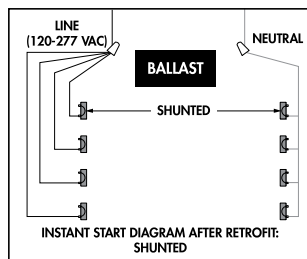 LINE
(120-277 VAC)
NEUTRAL
BALLAST
SHUNTED
INSTANT START DIAGRAM AFTER RETROFIT:
SHUNTED